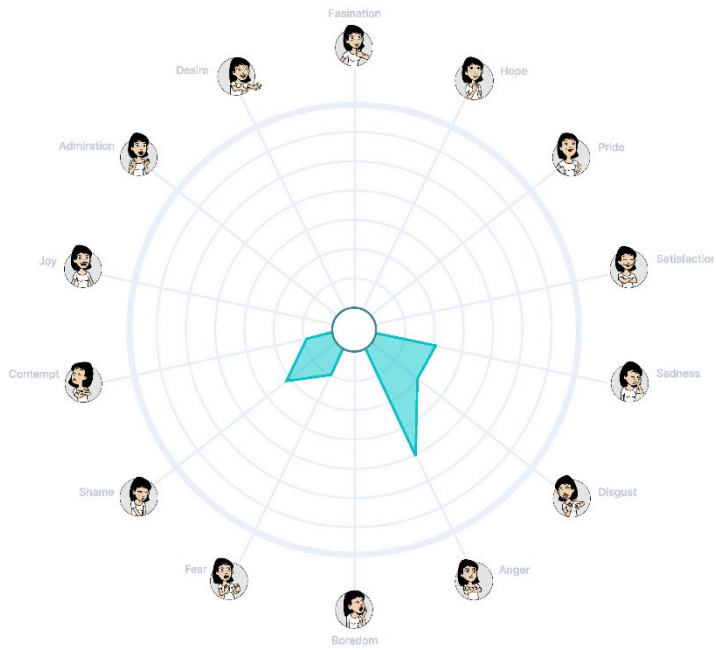 Fasination
Desire
Hope
Admiration
Pride
Joy
Satisfaction
Contempt
Sadness
Shame
Disgust
Fear
Anger
Boredom